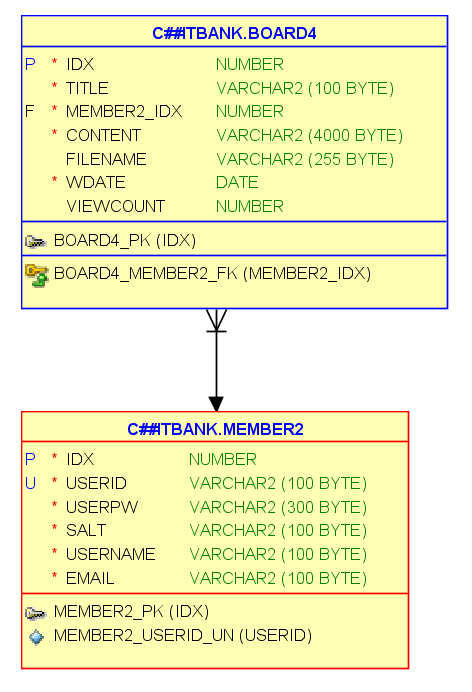 C##ITBANK.BOARD4
P * IDX NUMBER
* TITLE VARCHAR2 (100 BYTE)
F * MEMBER2_IDX NUMBER
* CONTENT VARCHAR2 (4000 BYTE)
FILENAME VARCHAR2 (255 BYTE)
* WDATE DATE
VIEWCOUNT NUMBER
BOARD4_PK (IDX)
BOARD4_MEMBER2_FK (MEMBER2_IDX)
C##ITBANK.MEMBER2
P * IDX NUMBER
U * USERID VARCHAR2 (100 BYTE)
* USERPW VARCHAR2 (300 BYTE)
* SALT VARCHAR2 (100 BYTE)
* USERNAME VARCHAR2 (100 BYTE)
* EMAIL VARCHAR2 (100 BYTE)
MEMBER2_PK (IDX)
MEMBER2_USERID_UN (USERID)